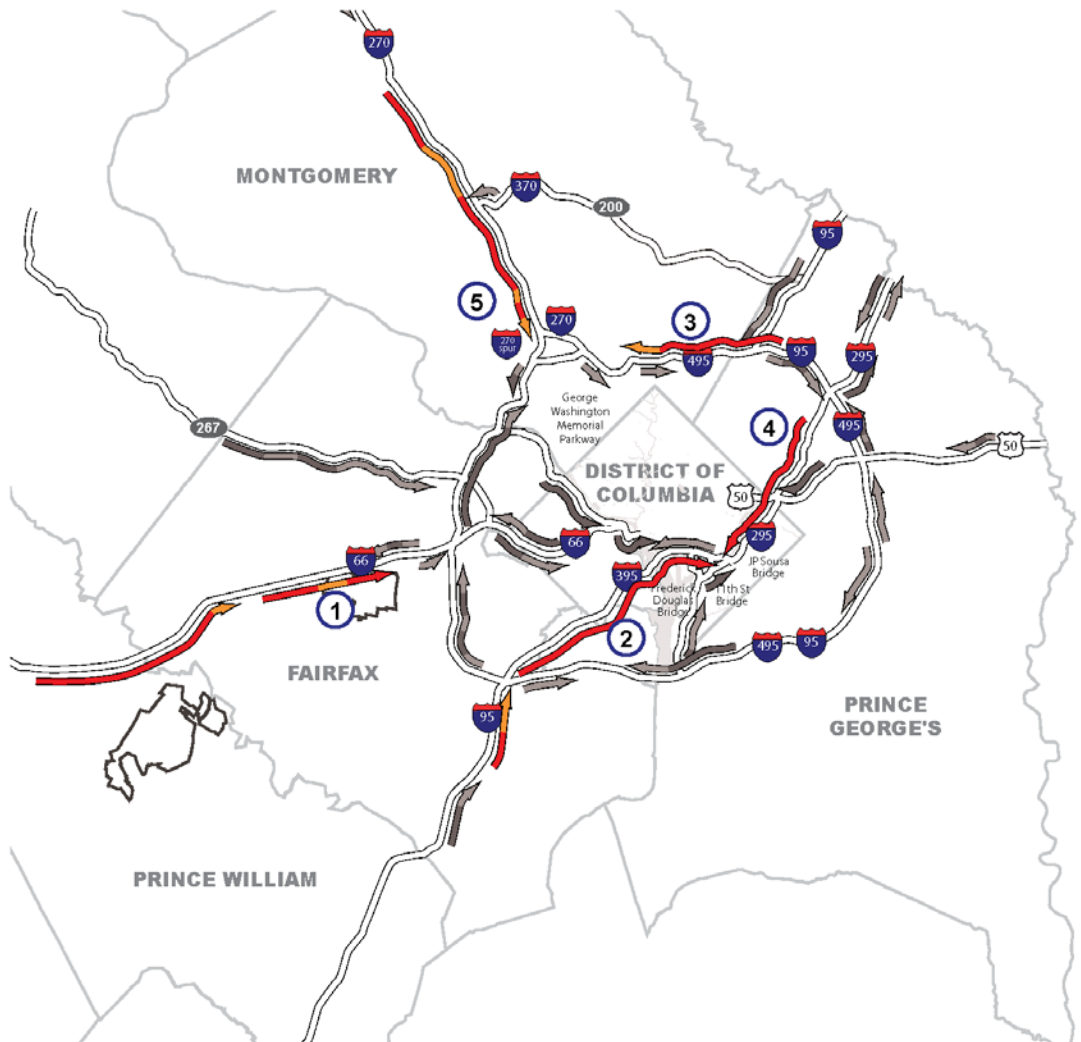 270
MONTGOMERY
370
200
95
5
270
270
spur
3
495
95
295
George
Washington
Memorial
Parkway
267
4
495
DISTRICT OF
COLUMBIA
50
50
66
295
66
395
JP Sousa
Bridge
Frederick
Douglas
Bridge
11th St
Bridge
1
2
495
95
FAIRFAX
95
PRINCE
GEORGE'S
PRINCE WILLIAM